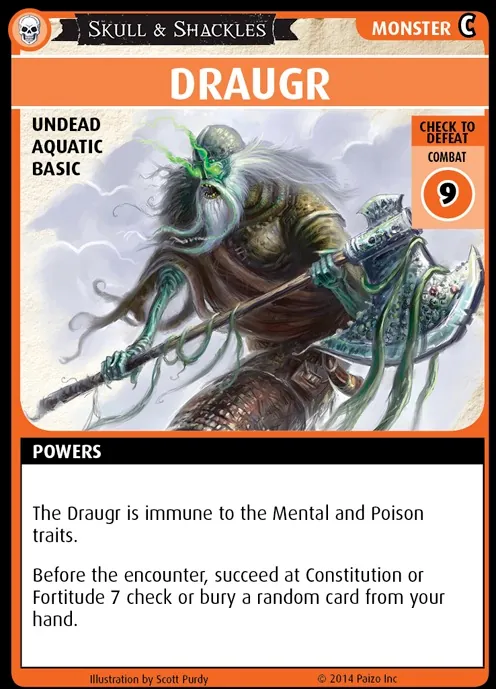 SKULL & SHACKLES
MONSTER C
DRAUGR
UNDEAD
AQUATIC
BASIC
CHECK TO
DEFEAT
COMBAT
9
POWERS
The Draugr is immune to the Mental and Poison
traits.
Before the encounter, succeed at Constitution or
Fortitude 7 check or bury a random card from your
hand.
Illustration by Scott Purdy
© 2014 Paizo Inc